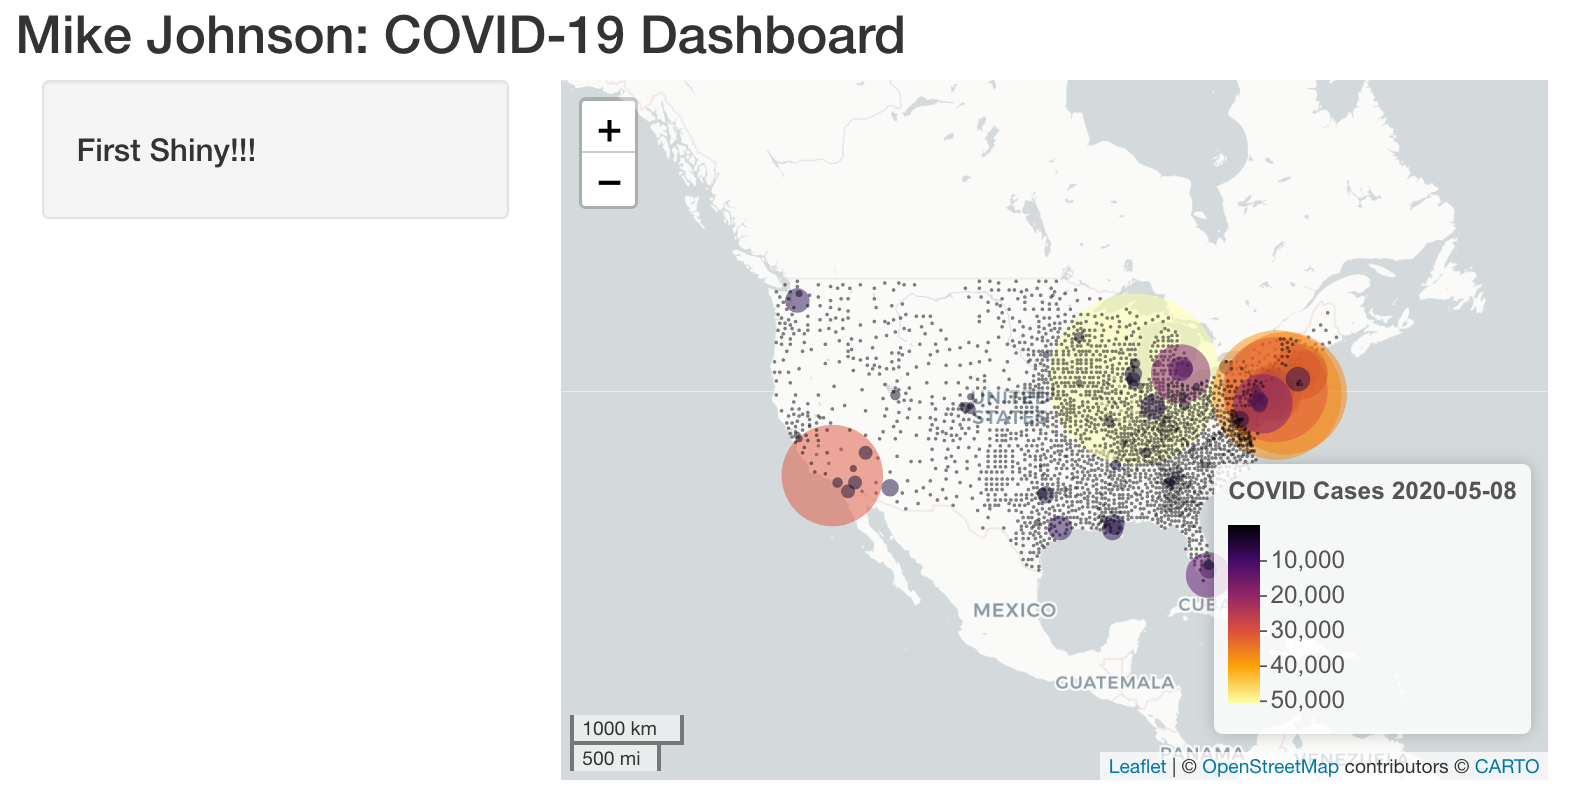 Mike Johnson: COVID-19 Dashboard
First Shiny!!!
+
−
UNITED
STATES
MEXICO
CUBA
GUATEMALA
PANAMA
VENEZUELA
COVID Cases 2020-05-08
10,000
20,000
30,000
40,000
50,000
1000 km
500 mi
Leaflet | © OpenStreetMap contributors © CARTO